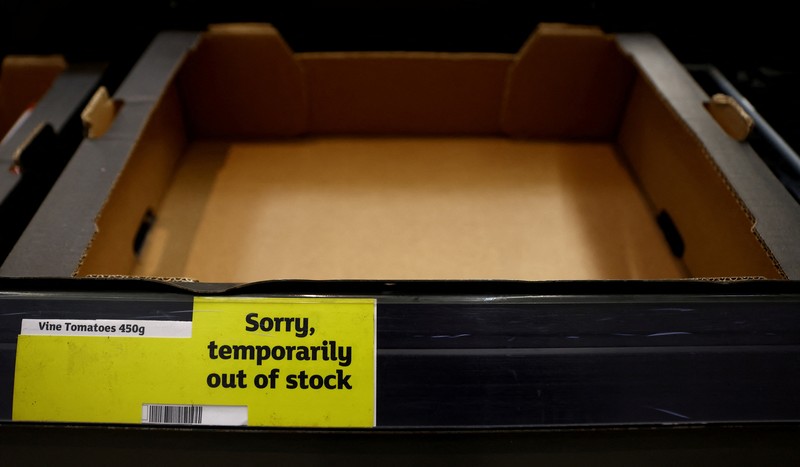 Vine Tomatoes 450g
Sorry,
temporarily
out of stock